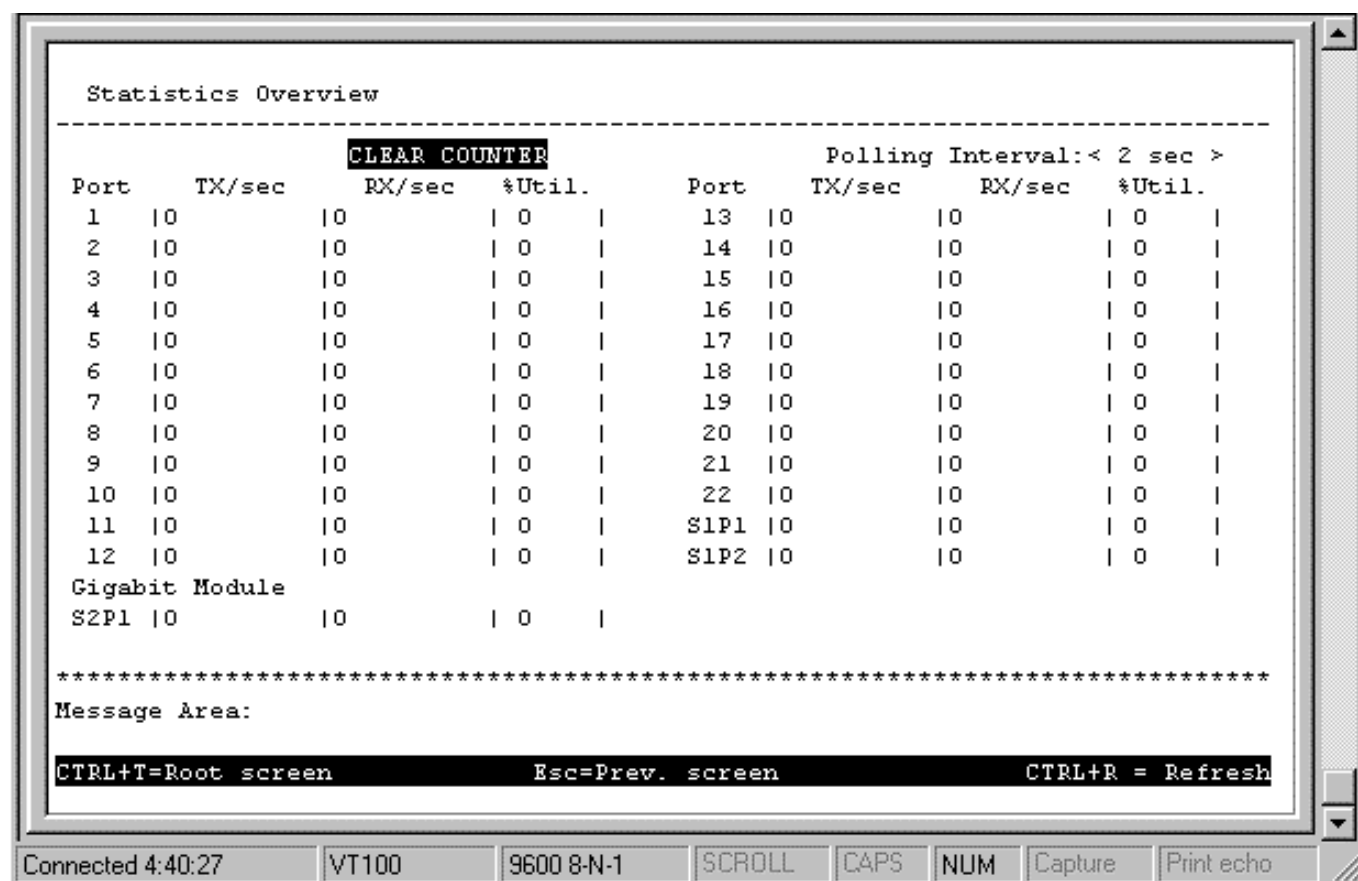 Statistics Overview
--------------------------------------------------------------------------------
CLEAR COUNTER Polling Interval:< 2 sec >
Port TX/sec RX/sec %Util. Port TX/sec RX/sec %Util.
1 |0 |0 | 0 | 13 |0 |0 | 0 |
2 |0 |0 | 0 | 14 |0 |0 | 0 |
3 |0 |0 | 0 | 15 |0 |0 | 0 |
4 |0 |0 | 0 | 16 |0 |0 | 0 |
5 |0 |0 | 0 | 17 |0 |0 | 0 |
6 |0 |0 | 0 | 18 |0 |0 | 0 |
7 |0 |0 | 0 | 19 |0 |0 | 0 |
8 |0 |0 | 0 | 20 |0 |0 | 0 |
9 |0 |0 | 0 | 21 |0 |0 | 0 |
10 |0 |0 | 0 | 22 |0 |0 | 0 |
11 |0 |0 | 0 | S1P1 |0 |0 | 0 |
12 |0 |0 | 0 | S1P2 |0 |0 | 0 |
Gigabit Module
S2P1 |0 |0 | 0 |
*******************************************************************************
Message Area:
CTRL+T=Root screen Esc=Prev. screen CTRL+R = Refresh
Connected 4:40:27 VT100 9600 8-N-1 SCROLL CAPS NUM Capture Print echo